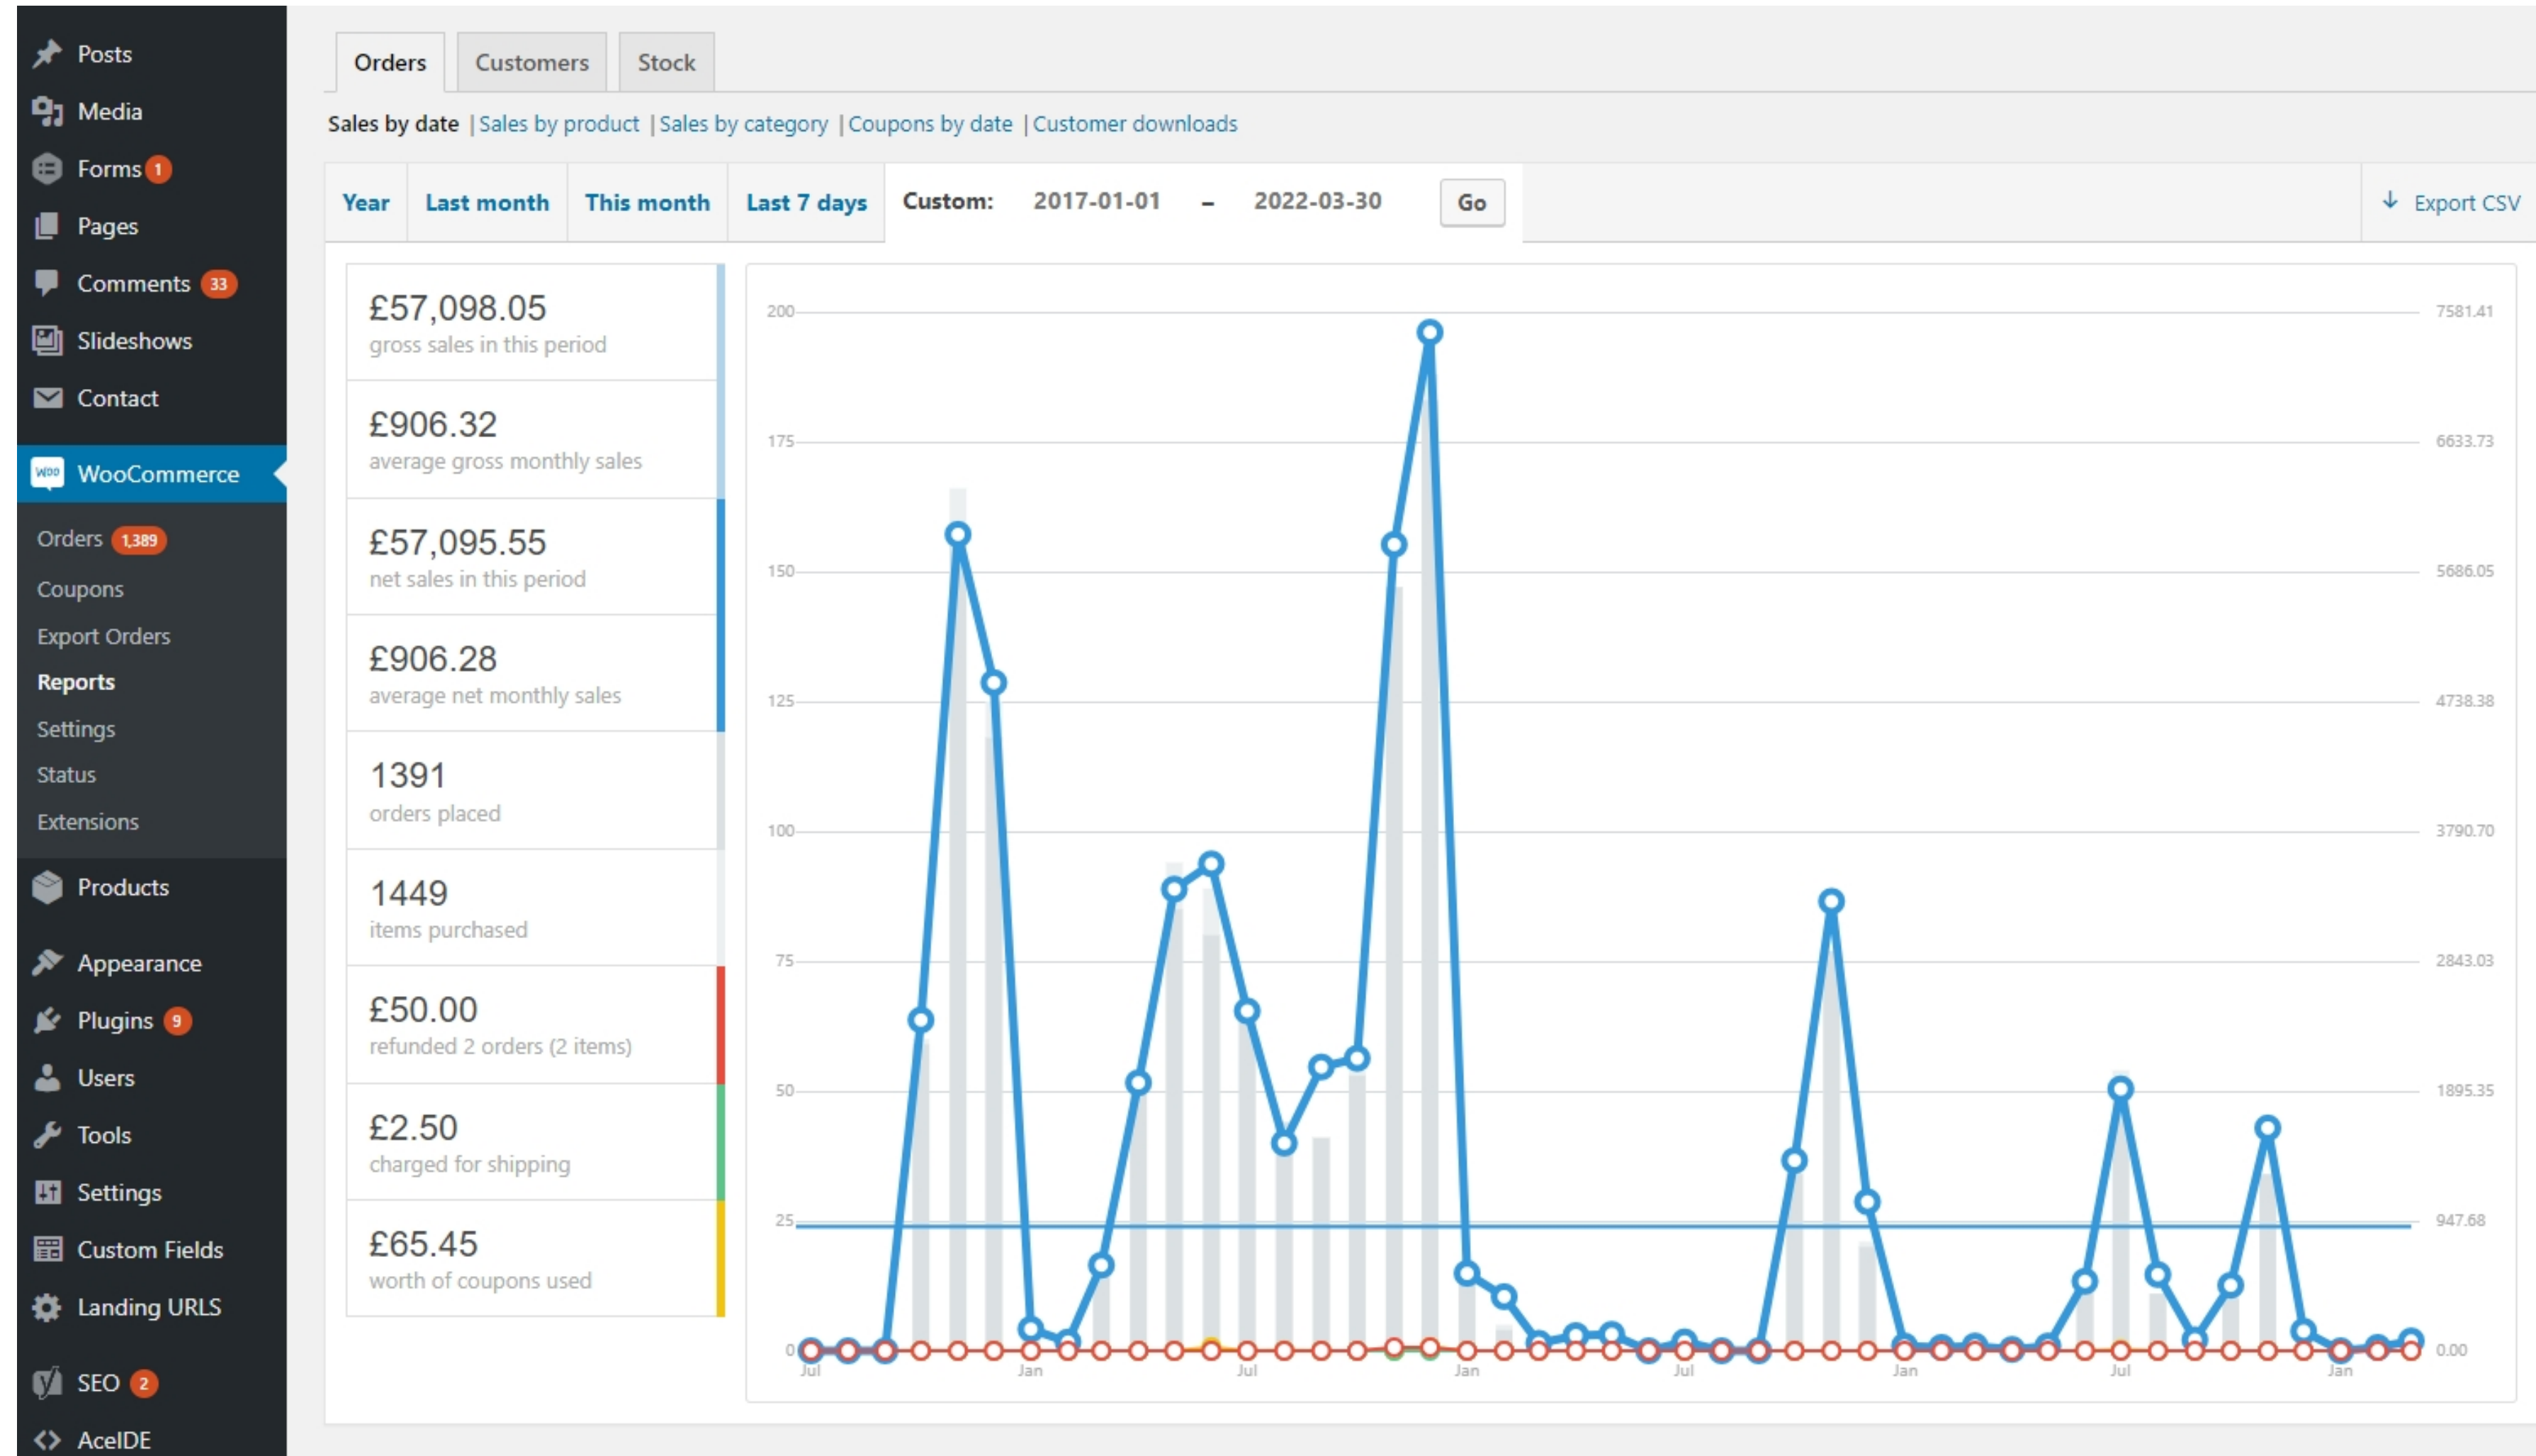 Posts
Media
Forms 1
Pages
Comments 33
Slideshows
Contact
Woo WooCommerce
Orders 1,389
Coupons
Export Orders
Reports
Settings
Status
Extensions
Products
Appearance
Plugins 9
Users
Tools
Settings
Custom Fields
Landing URLS
SEO 2
AceIDE
Orders Customers Stock
Sales by date | Sales by product | Sales by category | Coupons by date | Customer downloads
Year Last month This month Last 7 days Custom: 2017-01-01 – 2022-03-30 Go Export CSV
£57,098.05
gross sales in this period
£906.32
average gross monthly sales
£57,095.55
net sales in this period
£906.28
average net monthly sales
1391
orders placed
1449
items purchased
£50.00
refunded 2 orders (2 items)
£2.50
charged for shipping
£65.45
worth of coupons used
200 7581.41
175 6633.73
150 5686.05
125 4738.38
100 3790.70
75 2843.03
50 1895.35
25 947.68
0 0.00
Jul Jan Jul Jan Jul Jan Jul Jan